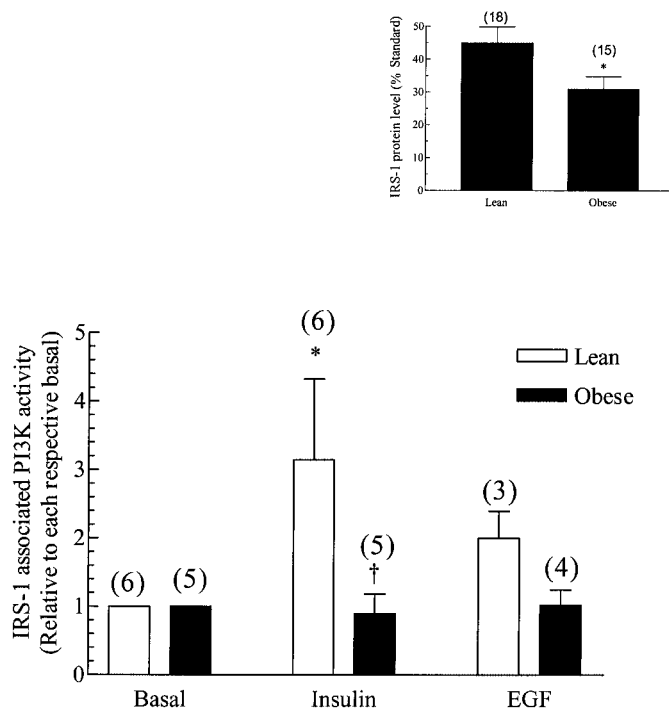 (18)
(15)
*
50
40
30
20
10
0
IRS-1 protein level (% Standard)
Lean
Obese
5
4
3
2
1
0
IRS-1 associated PI3K activity
(Relative to each respective basal)
(6)
*
Lean
Obese
(3)
(5)
†
(4)
(6)
(5)
Basal
Insulin
EGF